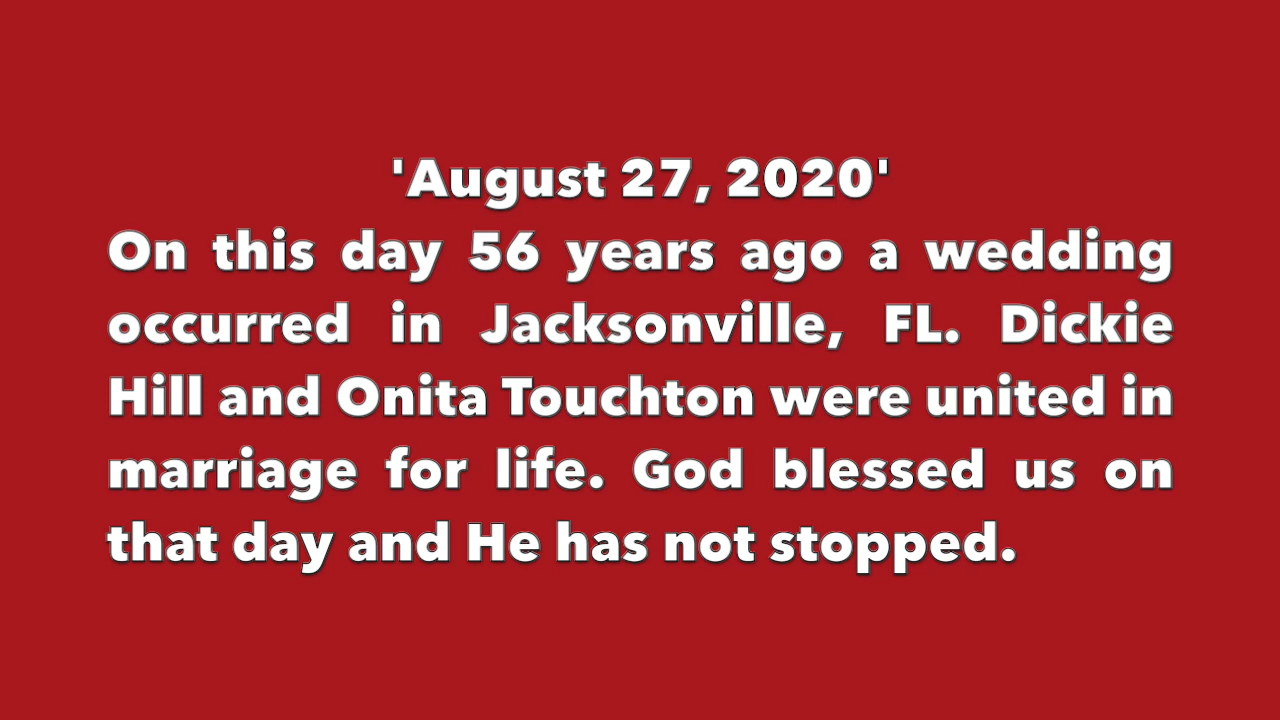 'August 27, 2020'
On this day 56 years ago a wedding
occurred in Jacksonville, FL. Dickie
Hill and Onita Touchton were united in
marriage for life. God blessed us on
that day and He has not stopped.